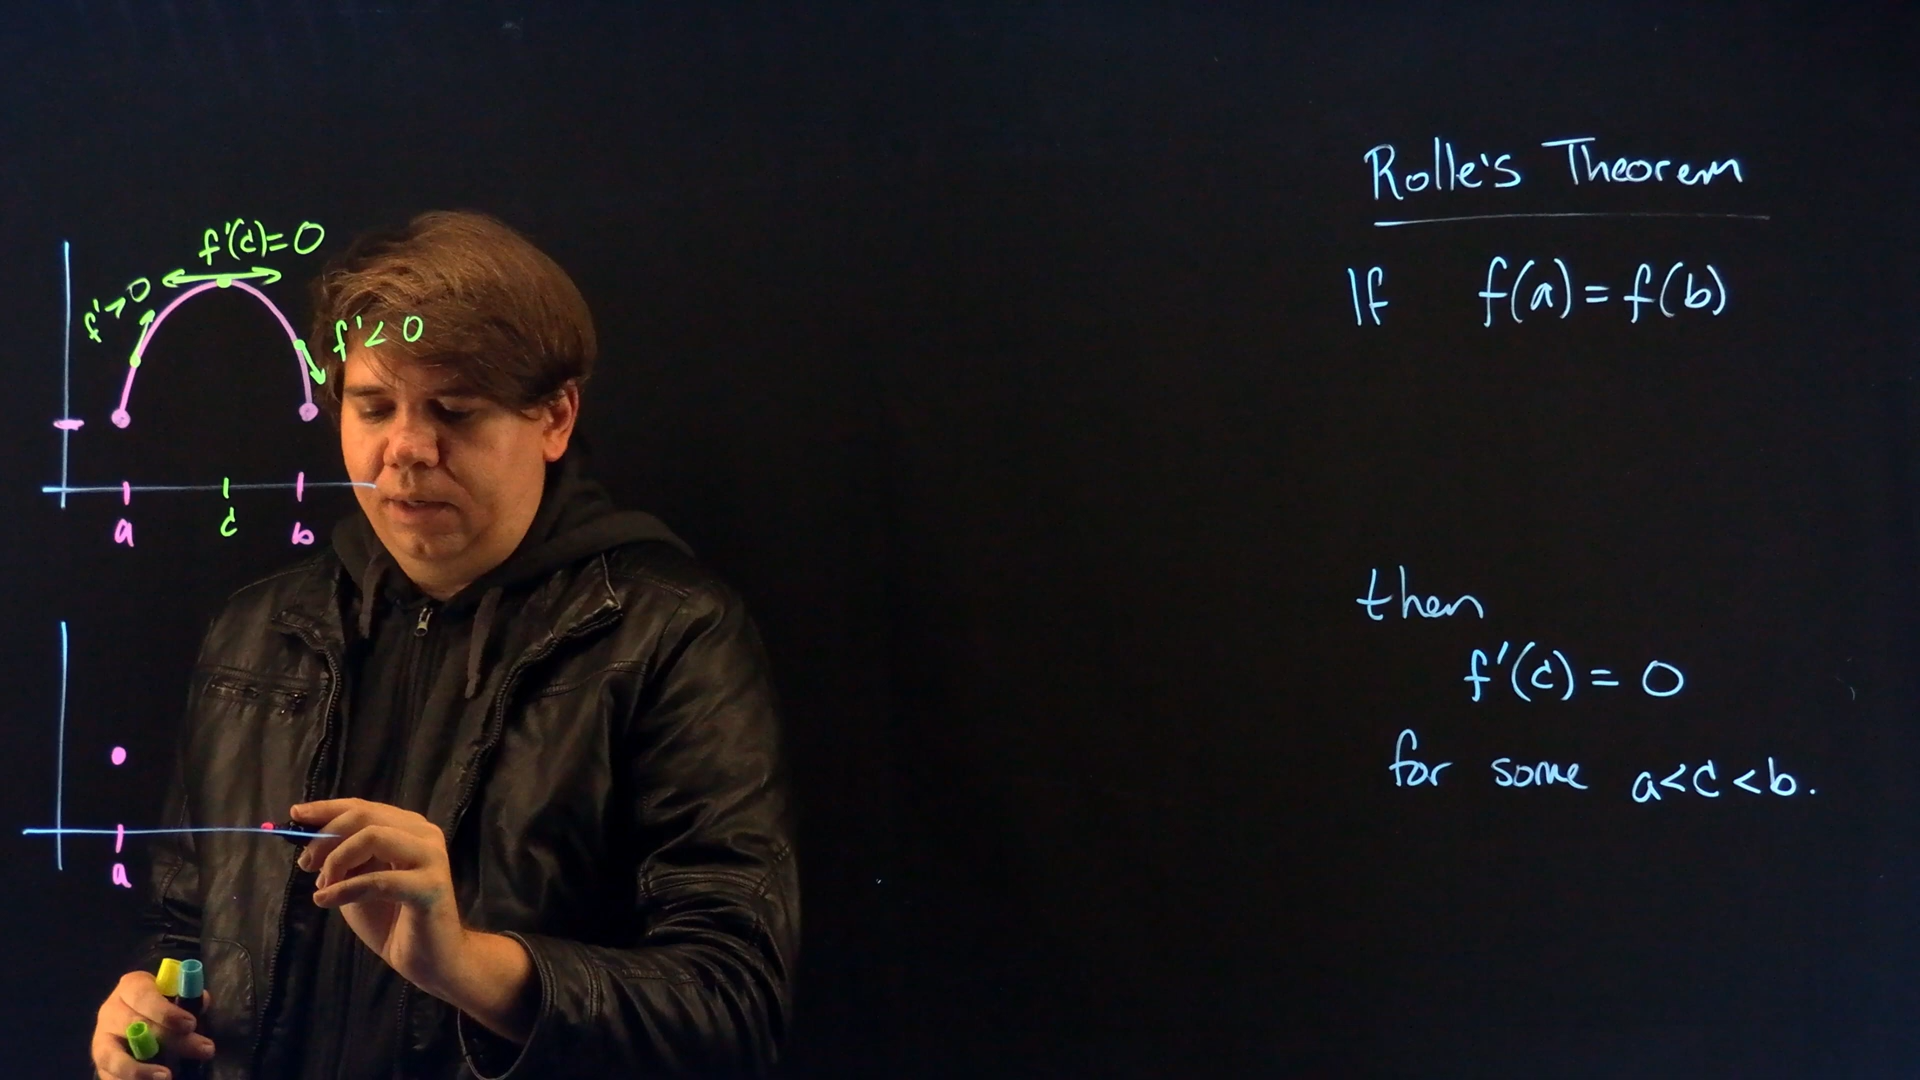 f'(c)=0
f'>0
f'<0
a c b
a
Rolle's Theorem
If f(a)=f(b)
then
f'(c)=0
for some a<c<b.